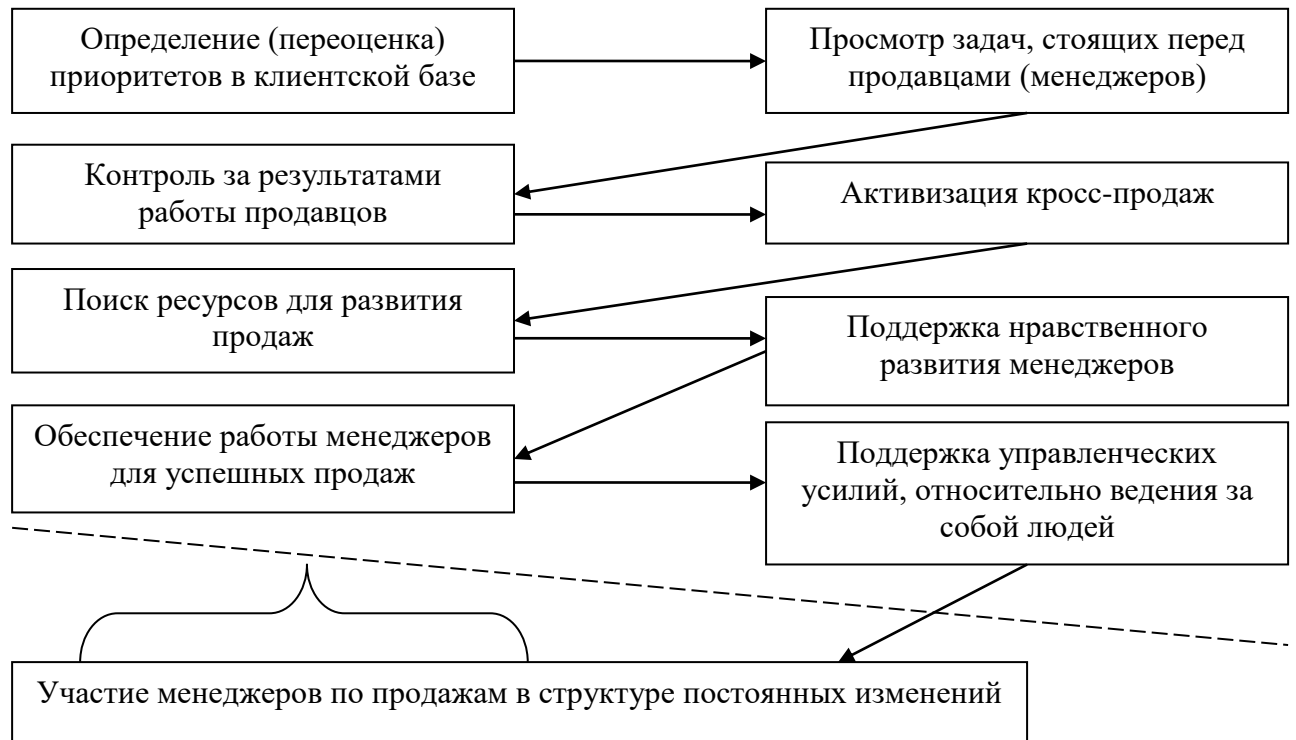 Определение (переоценка)
приоритетов в клиентской базе
Просмотр задач, стоящих перед
продавцами (менеджеров)
Контроль за результатами
работы продавцов
Активизация кросс-продаж
Поиск ресурсов для развития
продаж
Поддержка нравственного
развития менеджеров
Обеспечение работы менеджеров
для успешных продаж
Поддержка управленческих
усилий, относительно ведения за
собой людей
Участие менеджеров по продажам в структуре постоянных изменений